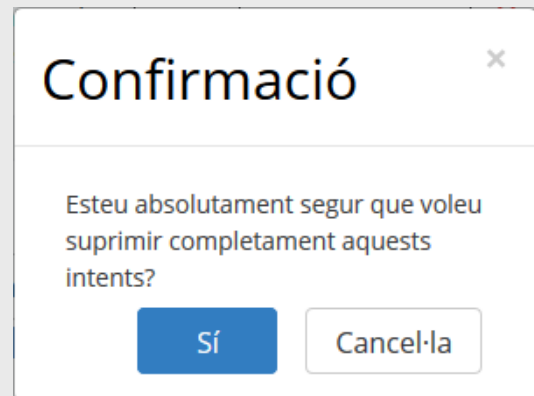 Confirmació
×
Esteu absolutament segur que voleu
suprimir completament aquests
intents?
Sí
Cancel·la